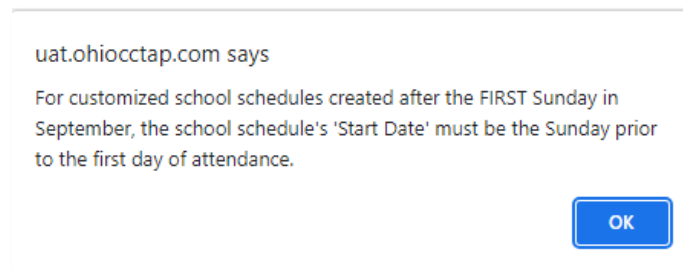 uat.ohiocctap.com says
For customized school schedules created after the FIRST Sunday in
September, the school schedule's 'Start Date' must be the Sunday prior
to the first day of attendance.
OK